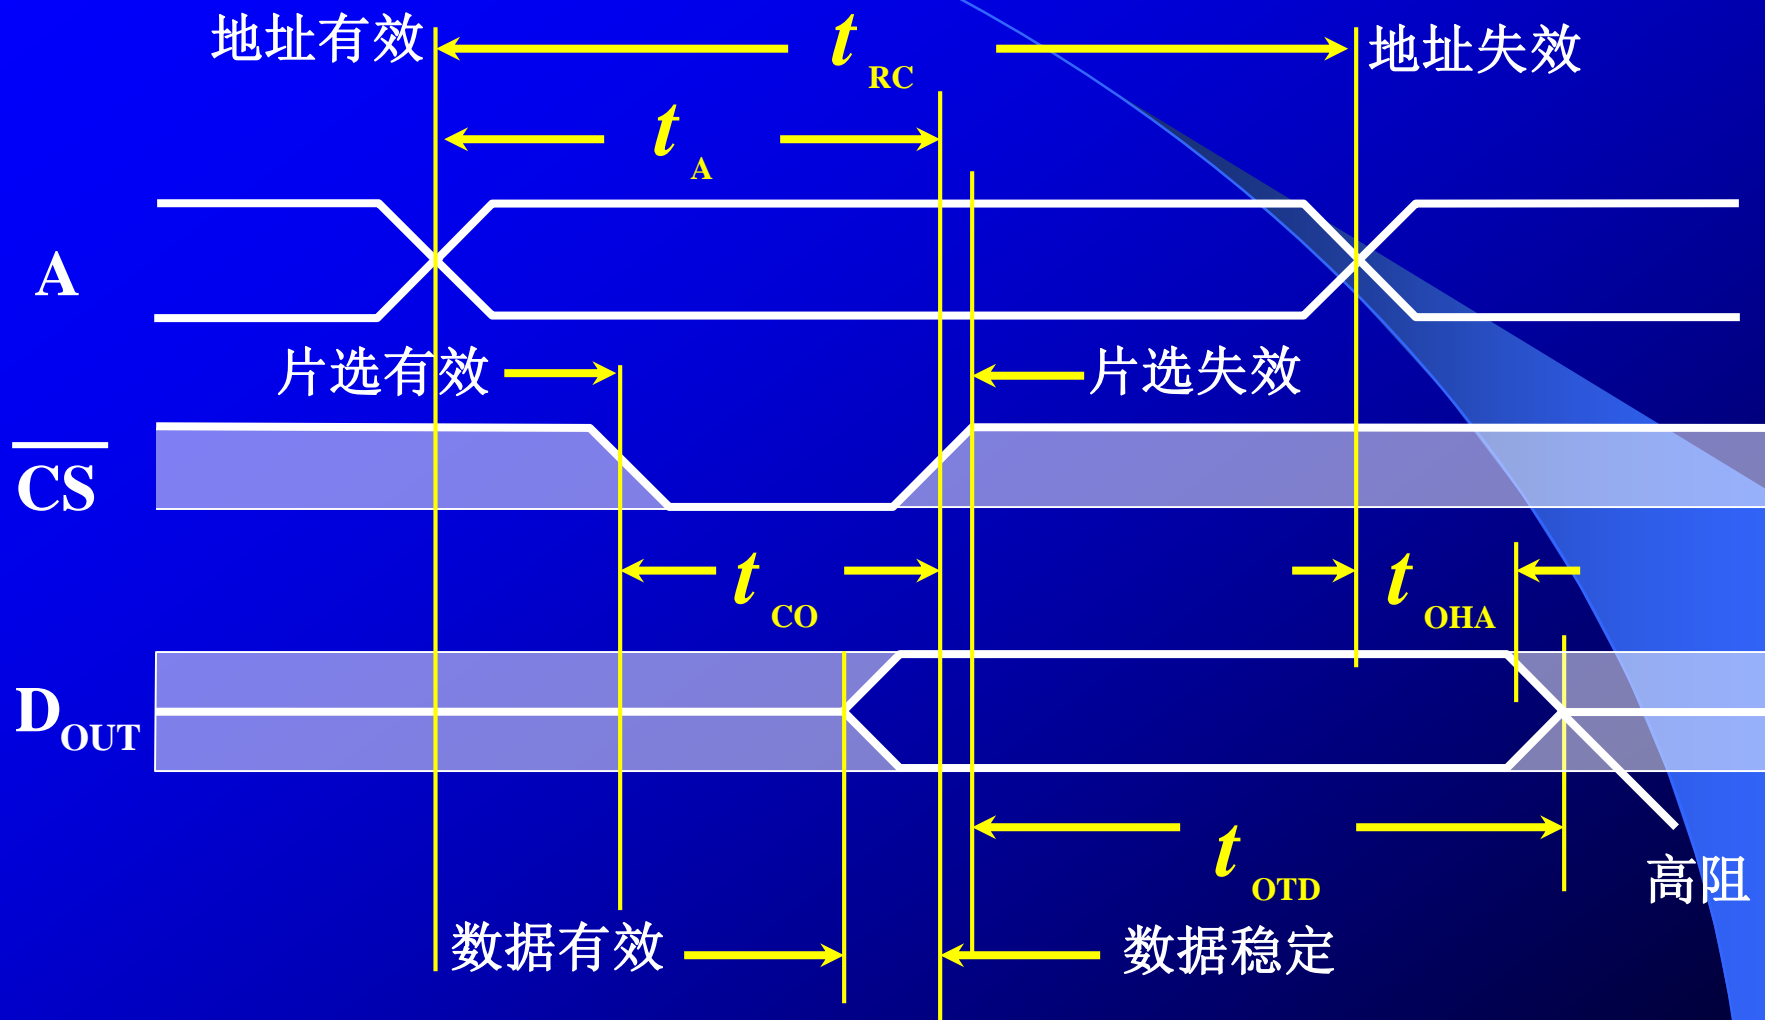 地址有效
t RC
地址失效
t A
A
片选有效
片选失效
CS
t CO
t OHA
DOUT
t OTD
高阻
数据有效
数据稳定